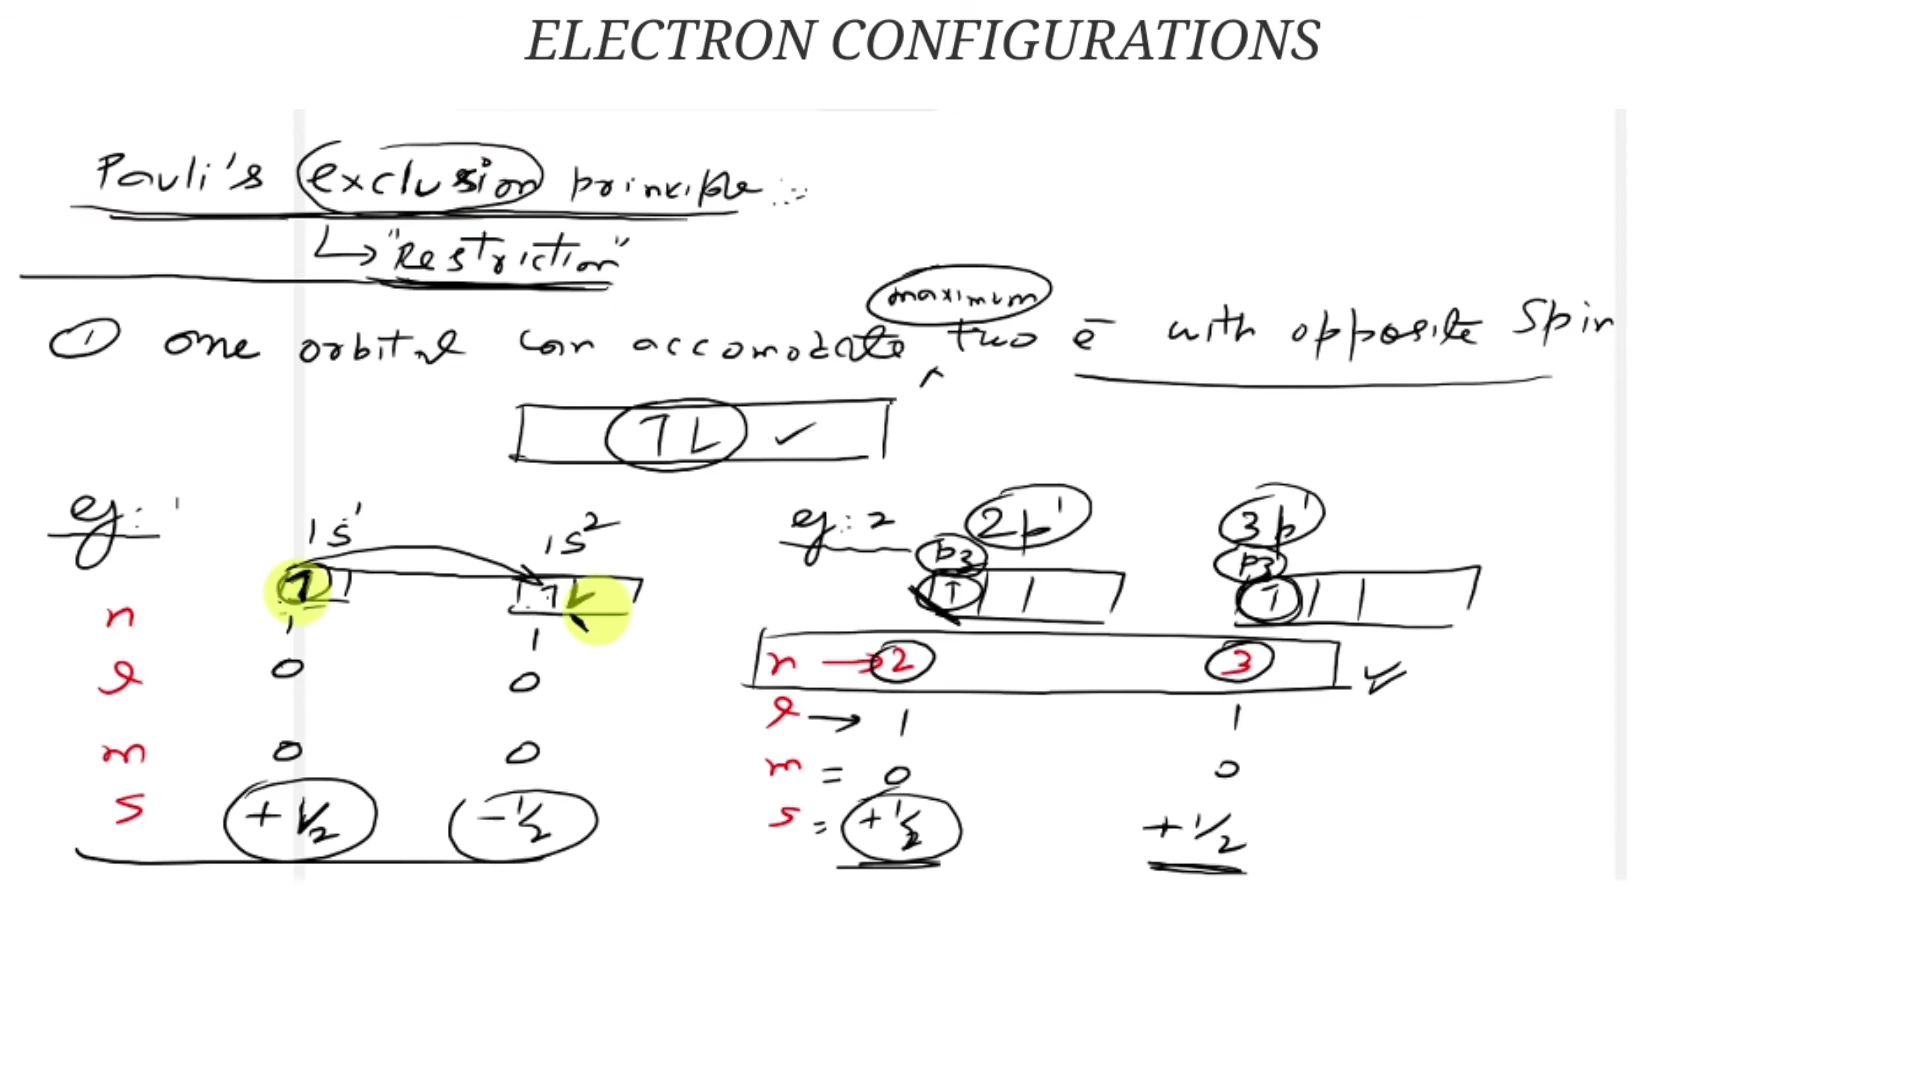 ELECTRON CONFIGURATIONS
Pauli's exclusion principle :-
↳ "Restriction"
maximum
① one orbital can accomodate ^ two e⁻ with opposite spin
↑↓ ✓
eg: 1 1s¹ 1s²
↑ ↑↓
n 1 1
l 0 0
m 0 0
s +1/2 -1/2
eg: 2 2p¹ 3p¹
pz pz
↑ ↑
n → 2 3 ✓
l → 1 1
m = 0 0
s = +1/2 +1/2